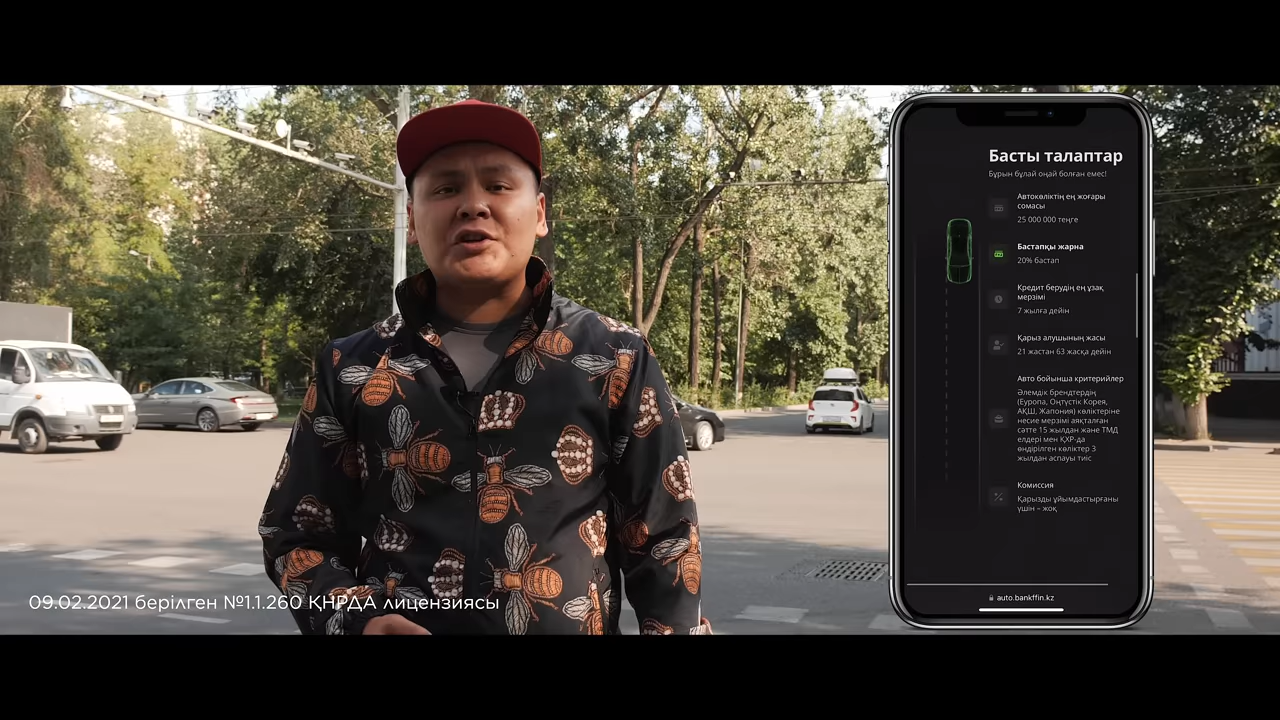 Басты талаптар
Бұрын бұлай оңай болған емес!
Автокөліктің ең жоғары
сомасы
25 000 000 теңге
Бастапқы жарна
20% бастап
Кредит берудің ең ұзақ
мерзімі
7 жылға дейін
Қарыз алушының жасы
21 жастан 63 жасқа дейін
Авто бойынша критерийлер
Әлемдік брендтердің
(Еуропа, Оңтүстік Корея,
АҚШ, Жапония) көліктеріне
несие мерзімі аяқталған
сәтте 15 жылдан және ТМД
елдері мен ҚХР-да
өндірілген көліктер 3
жылдан аспауы тиіс
Комиссия
Қарызды ұйымдастырғаны
үшін – жоқ
auto.bankffin.kz
09.02.2021 берілген №1.1.260 ҚНРДА лицензиясы